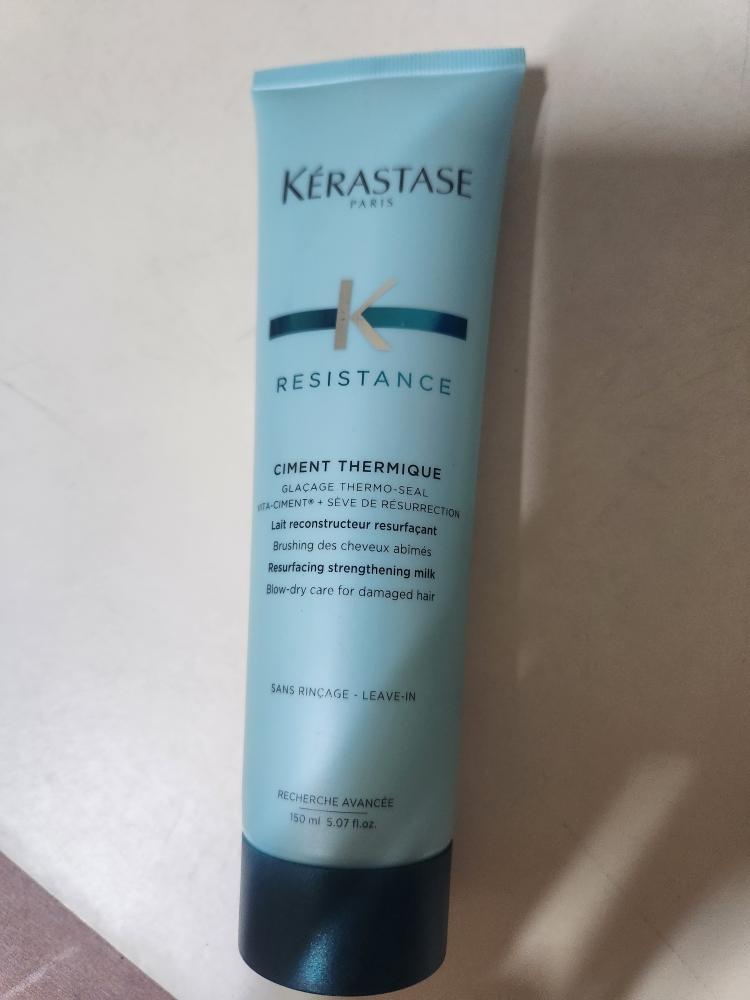 KÉRASTASE
PARIS
K
RESISTANCE
CIMENT THERMIQUE
GLAÇAGE THERMO-SEAL
VITA-CIMENT® + SÈVE DE RÉSURRECTION
Lait reconstructeur resurfaçant
Brushing des cheveux abîmés
Resurfacing strengthening milk
Blow-dry care for damaged hair
SANS RINÇAGE - LEAVE-IN
RECHERCHE AVANCÉE
150 ml 5.07 fl.oz.